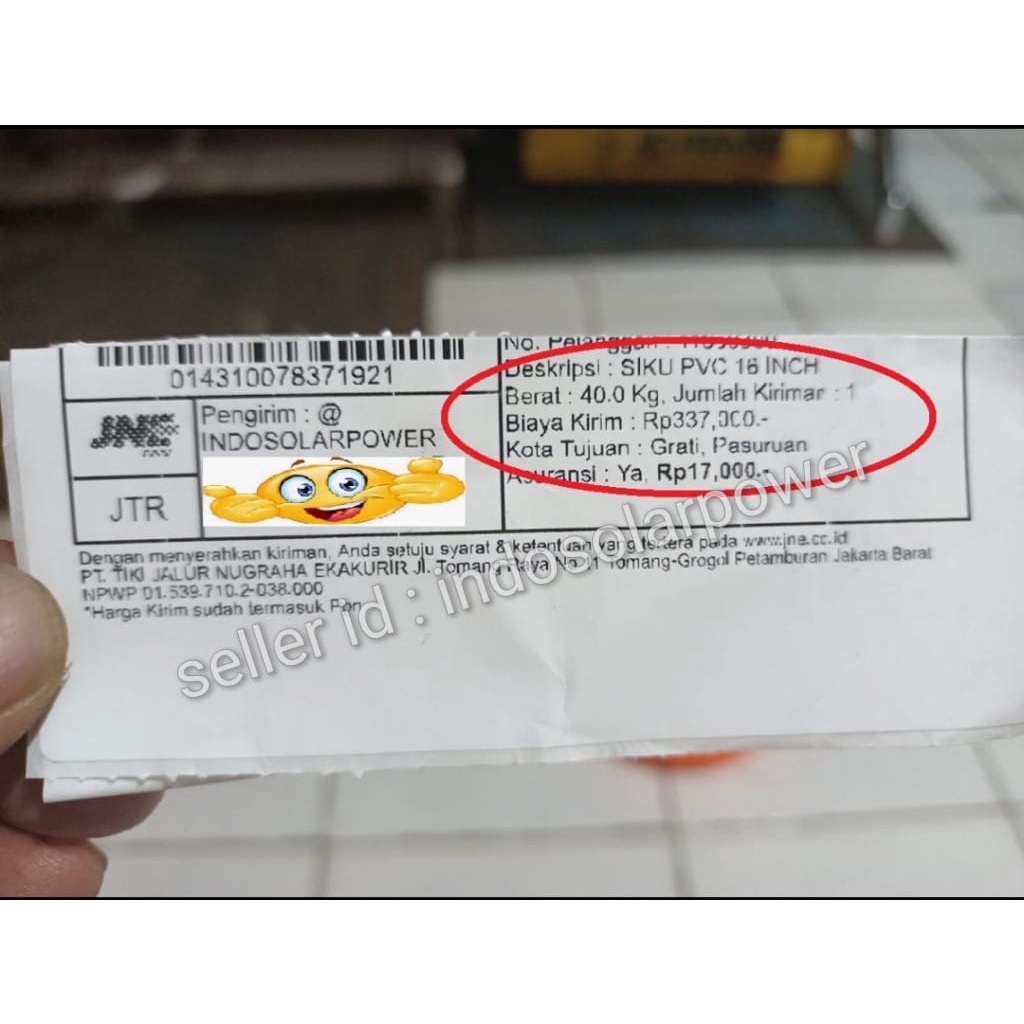 014310078371921
JNE
JTR
Pengirim : @
INDOSOLARPOWER
No. Pelanggan :
Deskripsi : SIKU PVC 16 INCH
Berat : 40.0 Kg, Jumlah Kiriman : 1
Biaya Kirim : Rp337,000.-
Kota Tujuan : Grati, Pasuruan
Asuransi : Ya, Rp17,000.-
Dengan menyerahkan kiriman, Anda setuju syarat & ketentuan yang tertera pada www.jne.co.id
PT. TIKI JALUR NUGRAHA EKAKURIR Jl. Tomang Raya No. 11 Tomang-Grogol Petamburan Jakarta Barat
NPWP 01.539.710.2-038.000
*Harga Kirim sudah termasuk
seller id : indosolarpower